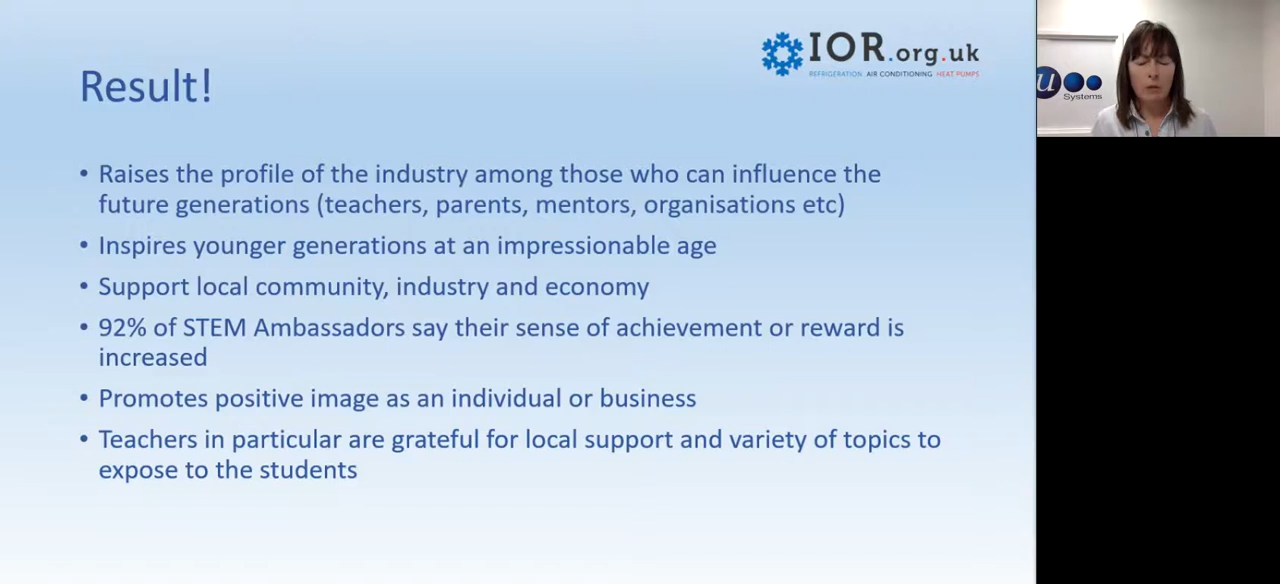 IOR.org.uk
REFRIGERATION AIR CONDITIONING HEAT PUMPS
Result!
• Raises the profile of the industry among those who can influence the
future generations (teachers, parents, mentors, organisations etc)
• Inspires younger generations at an impressionable age
• Support local community, industry and economy
• 92% of STEM Ambassadors say their sense of achievement or reward is
increased
• Promotes positive image as an individual or business
• Teachers in particular are grateful for local support and variety of topics to
expose to the students
u
Systems